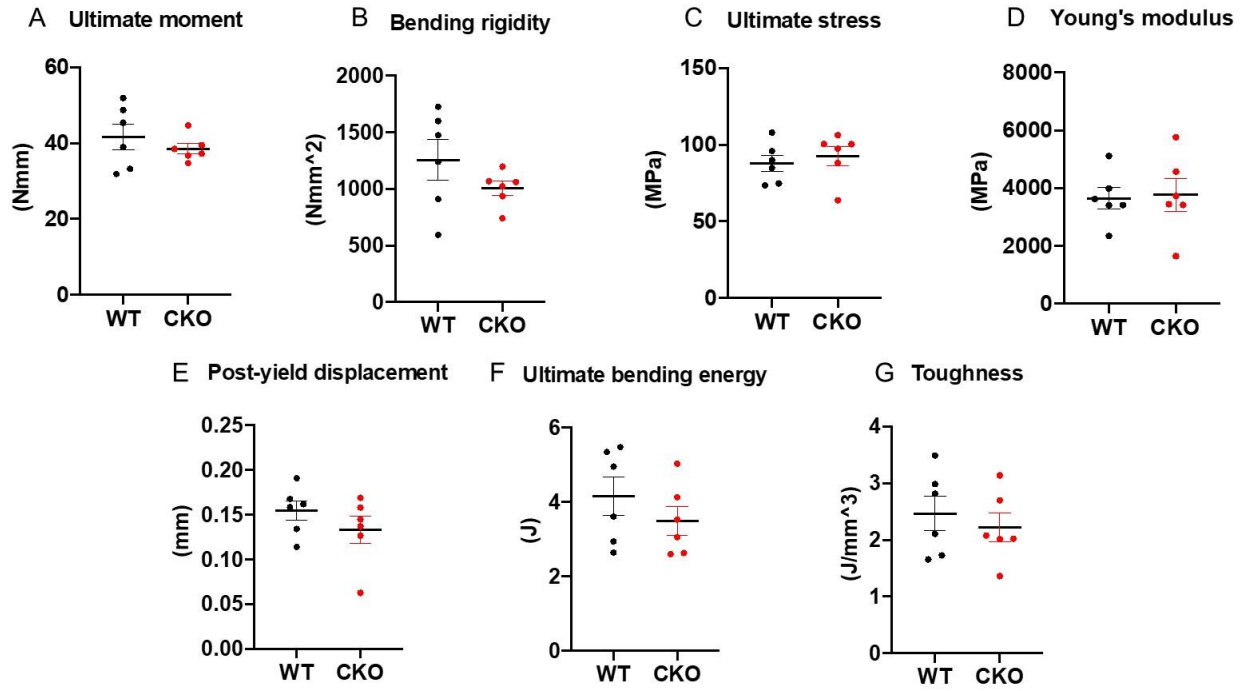 A Ultimate moment
60
40
20
0
(Nmm)
WT CKO
B Bending rigidity
2000
1500
1000
500
0
(Nmm^2)
WT CKO
C Ultimate stress
150
100
50
0
(MPa)
WT CKO
D Young's modulus
8000
6000
4000
2000
0
(MPa)
WT CKO
E Post-yield displacement
0.25
0.20
0.15
0.10
0.05
0.00
(mm)
WT CKO
F Ultimate bending energy
6
4
2
0
(J)
WT CKO
G Toughness
4
3
2
1
0
(J/mm^3)
WT CKO